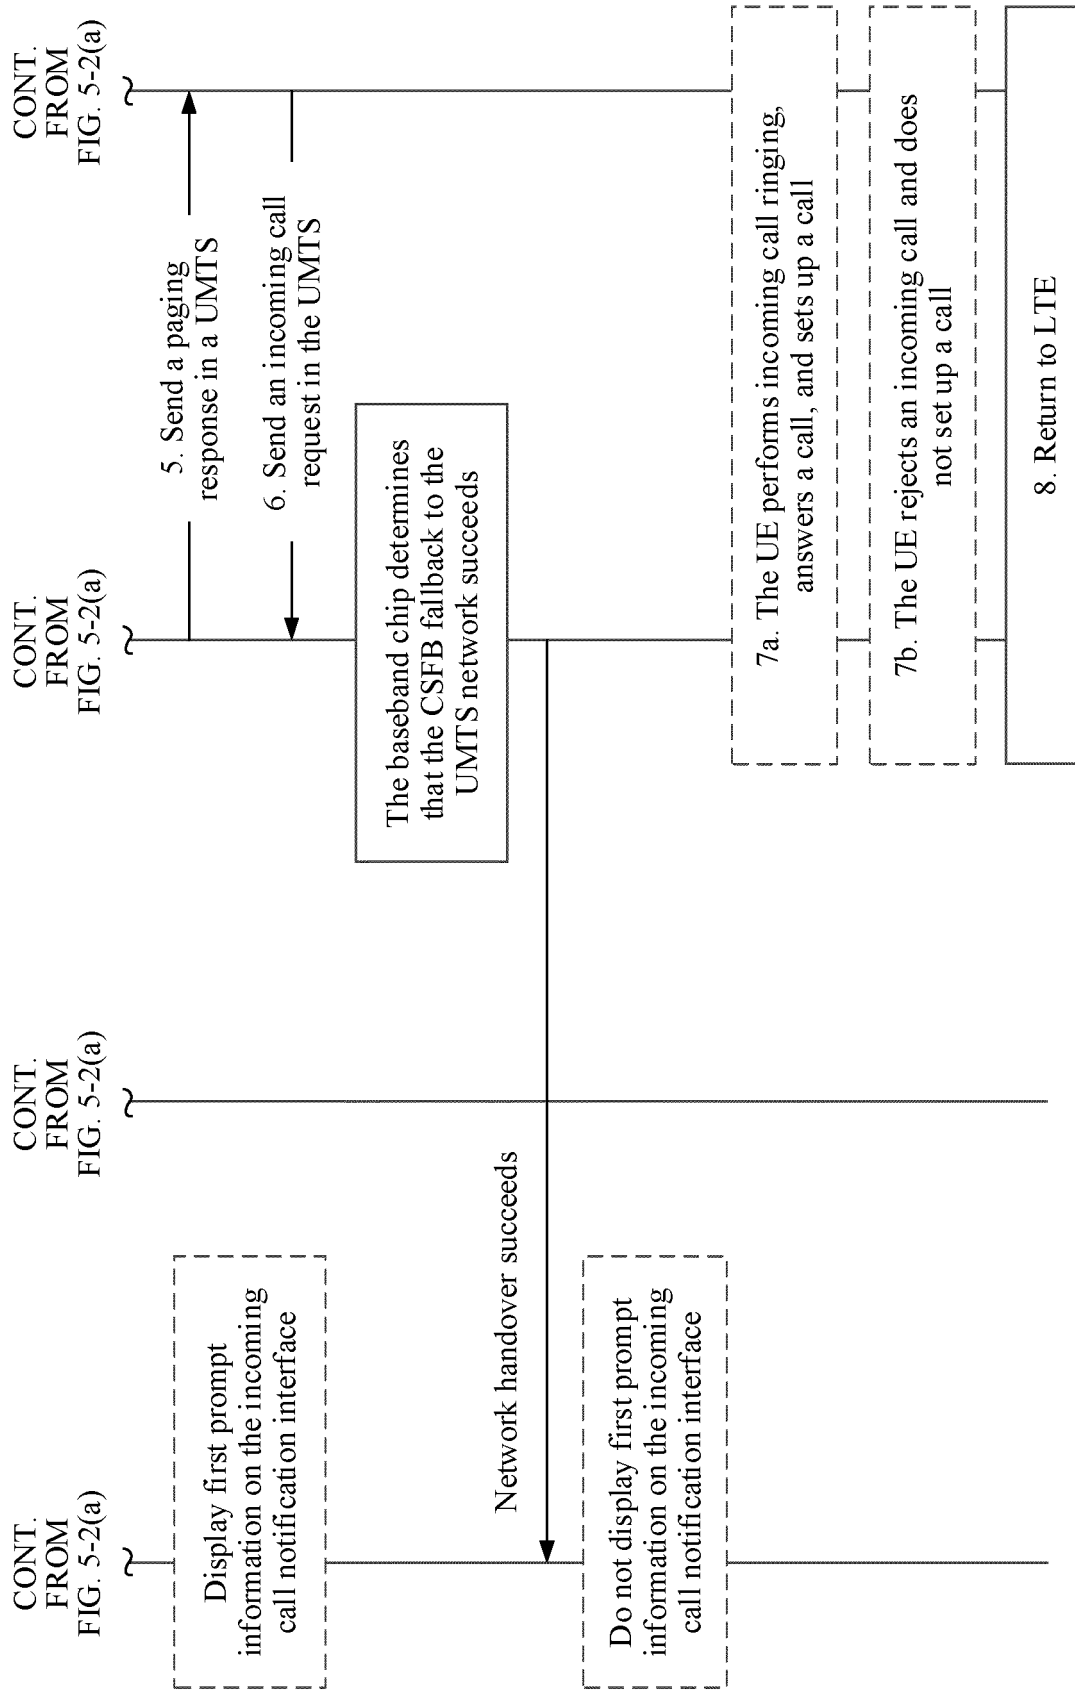 CONT.
FROM
FIG. 5-2(a)
CONT.
FROM
FIG. 5-2(a)
CONT.
FROM
FIG. 5-2(a)
CONT.
FROM
FIG. 5-2(a)
Display first prompt
information on the incoming
call notification interface
5. Send a paging
response in a UMTS
6. Send an incoming call
request in the UMTS
The baseband chip determines
that the CSFB fallback to the
UMTS network succeeds
Network handover succeeds
Do not display first prompt
information on the incoming
call notification interface
7a. The UE performs incoming call ringing,
answers a call, and sets up a call
7b. The UE rejects an incoming call and does
not set up a call
8. Return to LTE